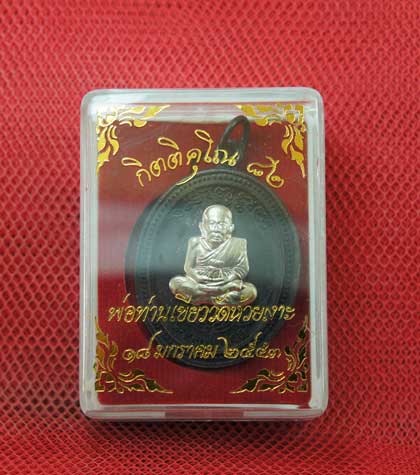 กิตติคุโณ ๘๒
พ่อท่านเขียววัดห้วยเงาะ
๑๘ มกราคม ๒๕๕๓